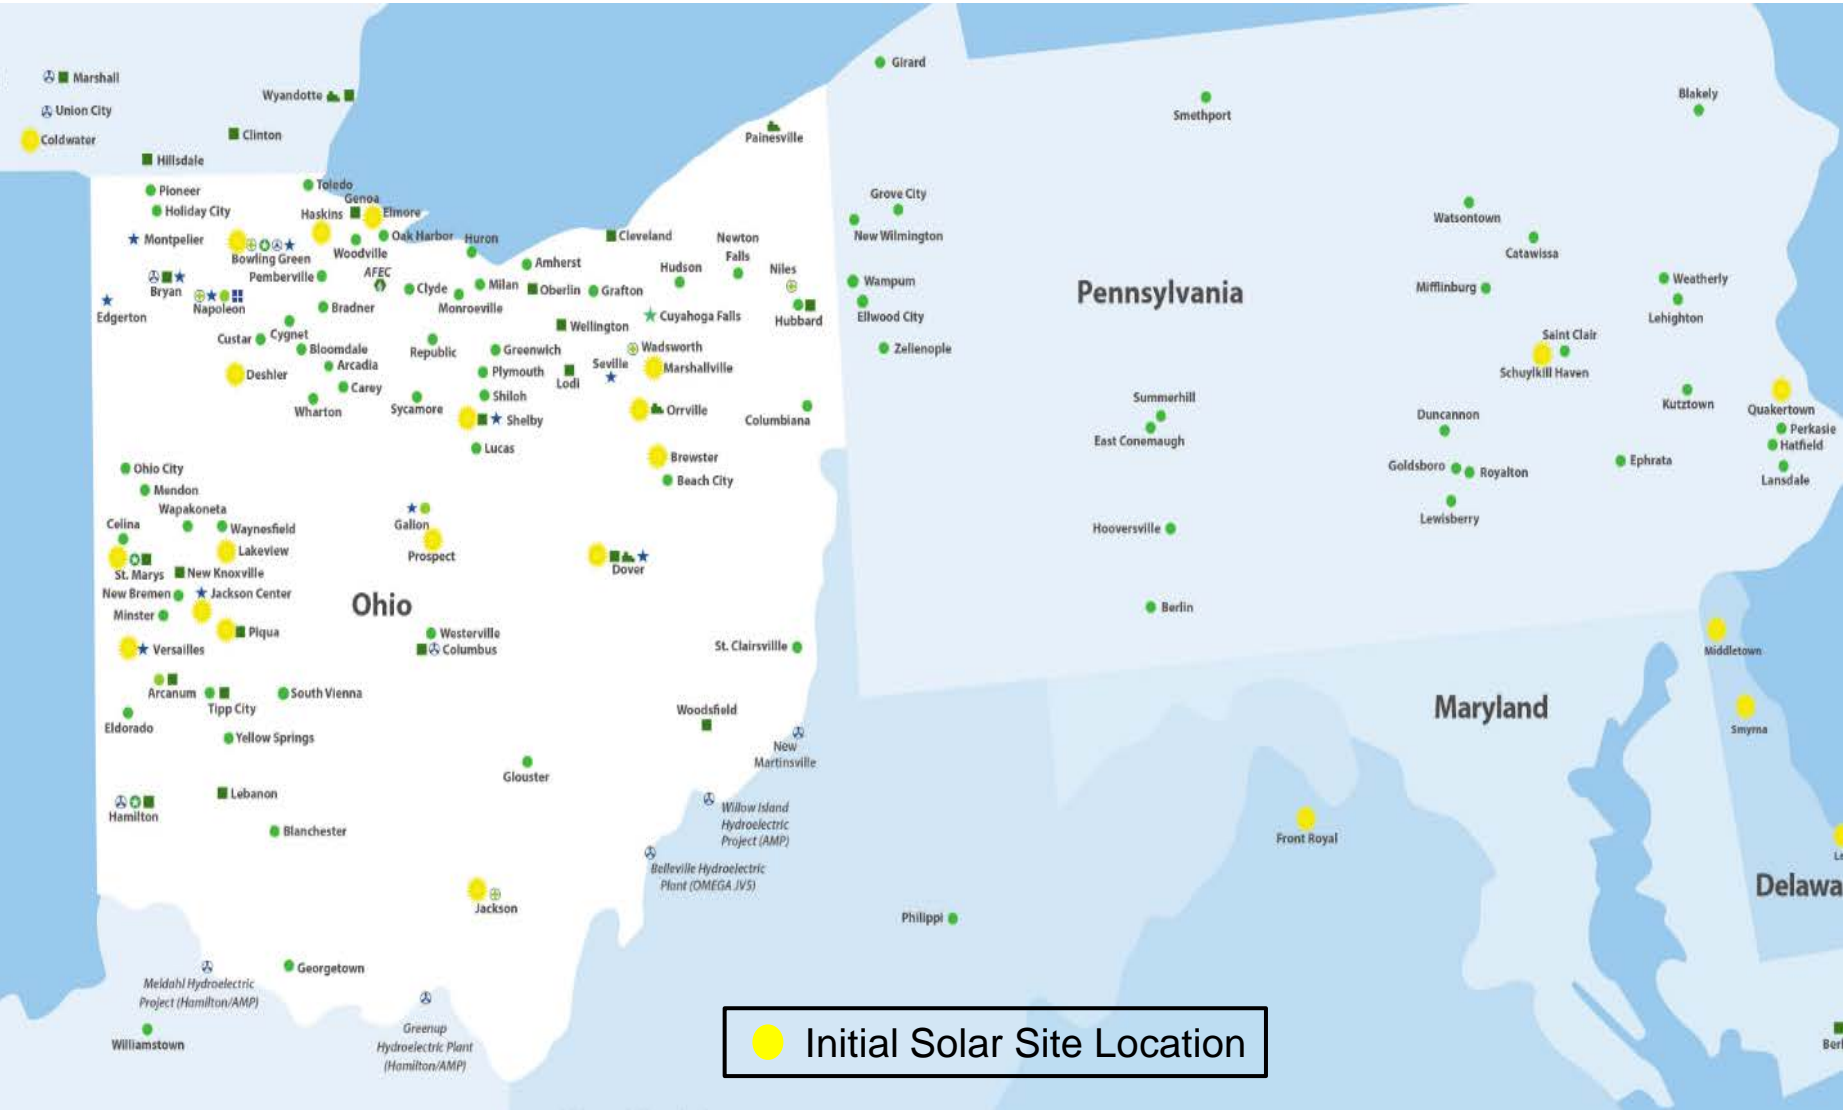 Marshall
Union City
Coldwater
Wyandotte
Clinton
Hillsdale
Painesville
Girard
Smethport
Blakely
Pioneer
Holiday City
Montpelier
Toledo
Genoa
Haskins
Elmore
Bowling Green
Woodville
Oak Harbor
Huron
Cleveland
Newton
Falls
Grove City
New Wilmington
Watsontown
Catawissa
Bryan
Napoleon
Edgerton
Pemberville
AFEC
Clyde
Milan
Amherst
Oberlin
Grafton
Hudson
Niles
Hubbard
Wampum
Ellwood City
Zelienople
Pennsylvania
Mifflinburg
Weatherly
Lehighton
Bradner
Monroeville
Cuyahoga Falls
Custar
Cygnet
Bloomdale
Republic
Greenwich
Wellington
Wadsworth
Seville
Marshallville
Saint Clair
Schuylkill Haven
Deshler
Arcadia
Carey
Wharton
Sycamore
Plymouth
Lodi
Shiloh
Shelby
Lucas
Orrville
Columbiana
Summerhill
East Conemaugh
Duncannon
Kutztown
Quakertown
Perkasie
Hatfield
Lansdale
Brewster
Beach City
Goldsboro
Royalton
Ephrata
Lewisberry
Hooversville
Berlin
Ohio City
Mendon
Wapakoneta
Celina
Waynesfield
Lakeview
St. Marys
New Knoxville
New Bremen
Jackson Center
Minster
Piqua
Versailles
Galion
Prospect
Dover
Ohio
Westerville
Columbus
St. Clairsvillle
Middletown
Smyrna
Maryland
Arcanum
Tipp City
South Vienna
Eldorado
Yellow Springs
Woodsfield
New
Martinsville
Glouster
Hamilton
Lebanon
Blanchester
Willow Island
Hydroelectric
Project (AMP)
Belleville Hydroelectric
Plant (OMEGA JV5)
Front Royal
Delawa
Jackson
Philippi
Georgetown
Meldahl Hydroelectric
Project (Hamilton/AMP)
Williamstown
Greenup
Hydroelectric Plant
(Hamilton/AMP)
Initial Solar Site Location
Berl